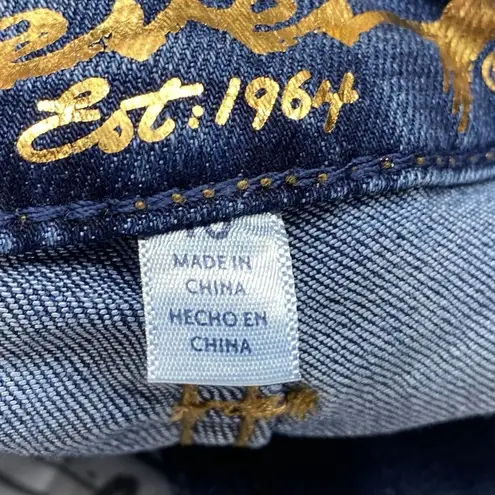 Est: 1964
MADE IN
CHINA
HECHO EN
CHINA